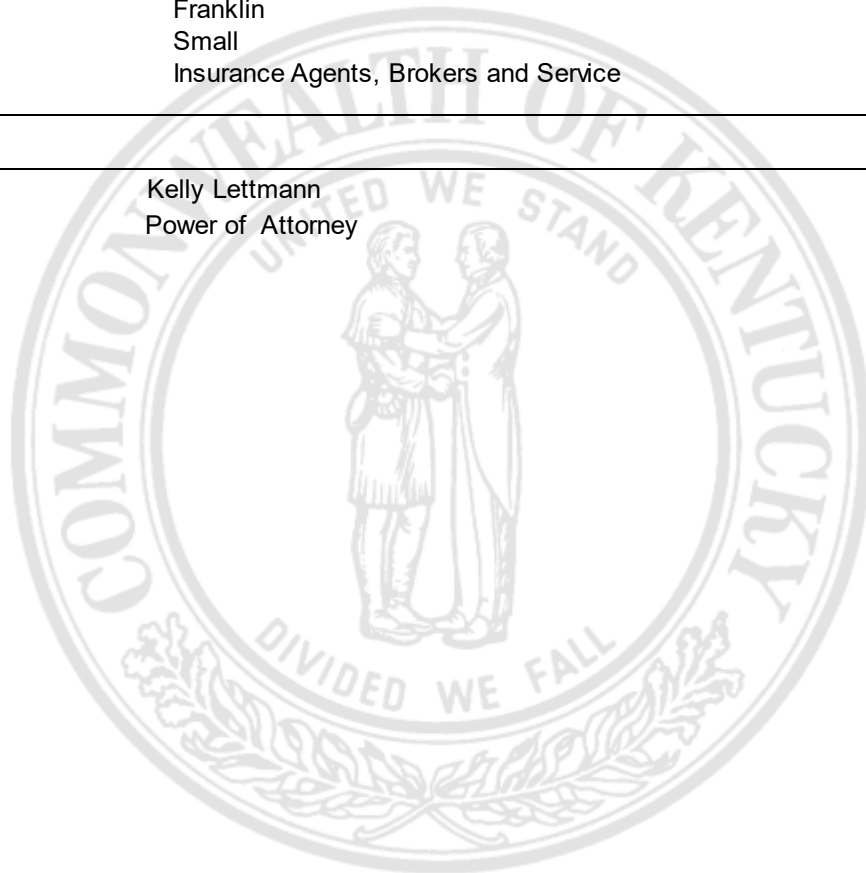 Franklin
Small
Insurance Agents, Brokers and Service
Kelly Lettmann
Power of Attorney
COMMONWEALTH OF KENTUCKY
UNITED WE STAND
DIVIDED WE FALL